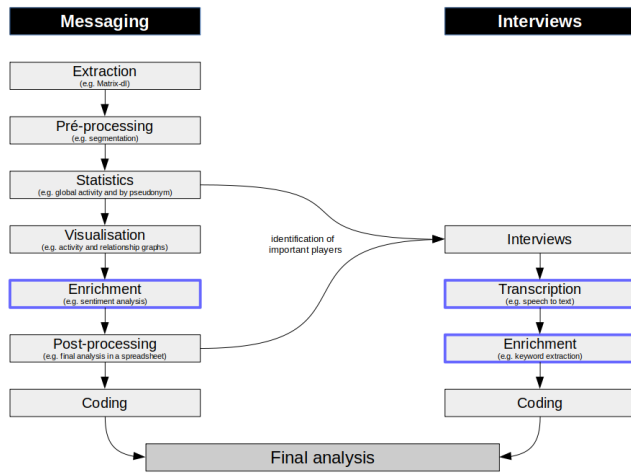 Messaging
Interviews
Extraction
(e.g. Matrix-dl)
Pré-processing
(e.g. segmentation)
Statistics
(e.g. global activity and by pseudonym)
Visualisation
(e.g. activity and relationship graphs)
Enrichment
(e.g. sentiment analysis)
Post-processing
(e.g. final analysis in a spreadsheet)
Coding
identification of
important players
Interviews
Transcription
(e.g. speech to text)
Enrichment
(e.g. keyword extraction)
Coding
Final analysis